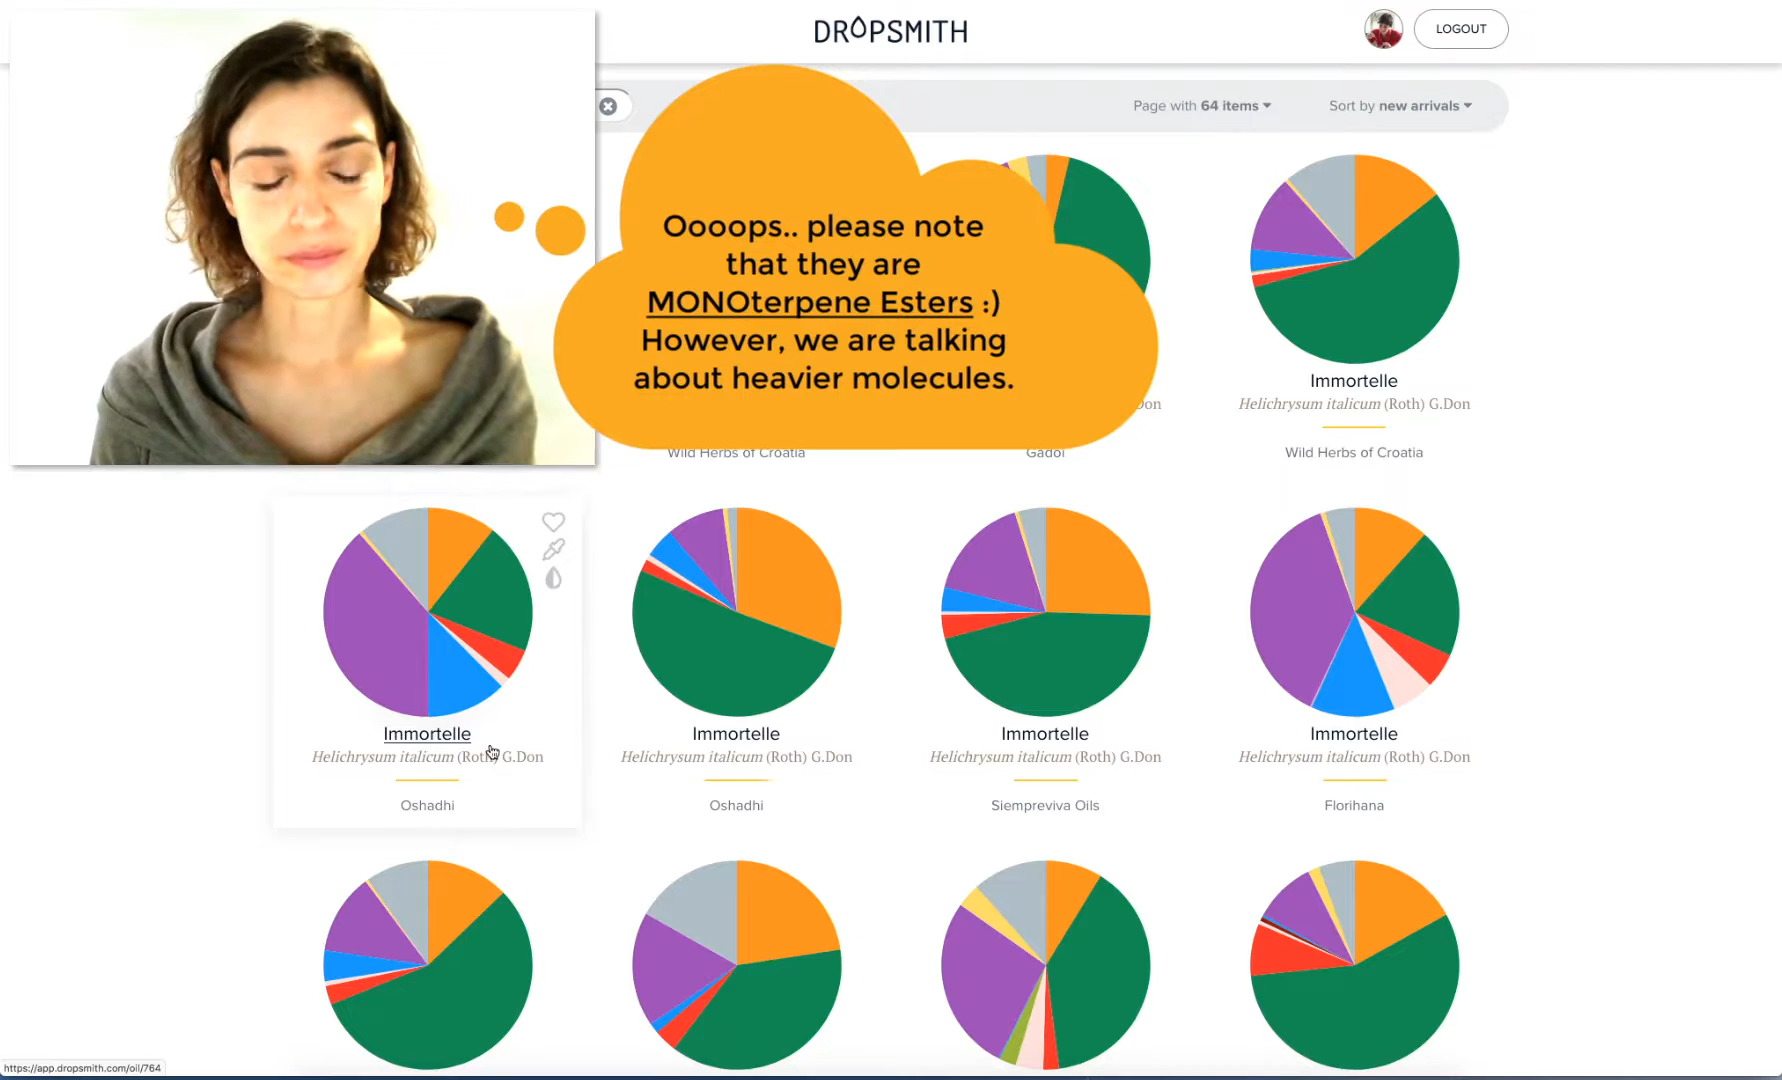 DROPSMITH
LOGOUT
Page with 64 items
Sort by new arrivals
Oooops.. please note
that they are
MONOterpene Esters :)
However, we are talking
about heavier molecules.
Immortelle
Don
Helichrysum italicum (Roth) G.Don
Wild Herbs of Croatia
Gadoi
Wild Herbs of Croatia
Immortelle
Immortelle
Immortelle
Immortelle
Helichrysum italicum (Roth) G.Don
Helichrysum italicum (Roth) G.Don
Helichrysum italicum (Roth) G.Don
Helichrysum italicum (Roth) G.Don
Oshadhi
Oshadhi
Siempreviva Oils
Florihana
https://app.dropsmith.com/oil/764